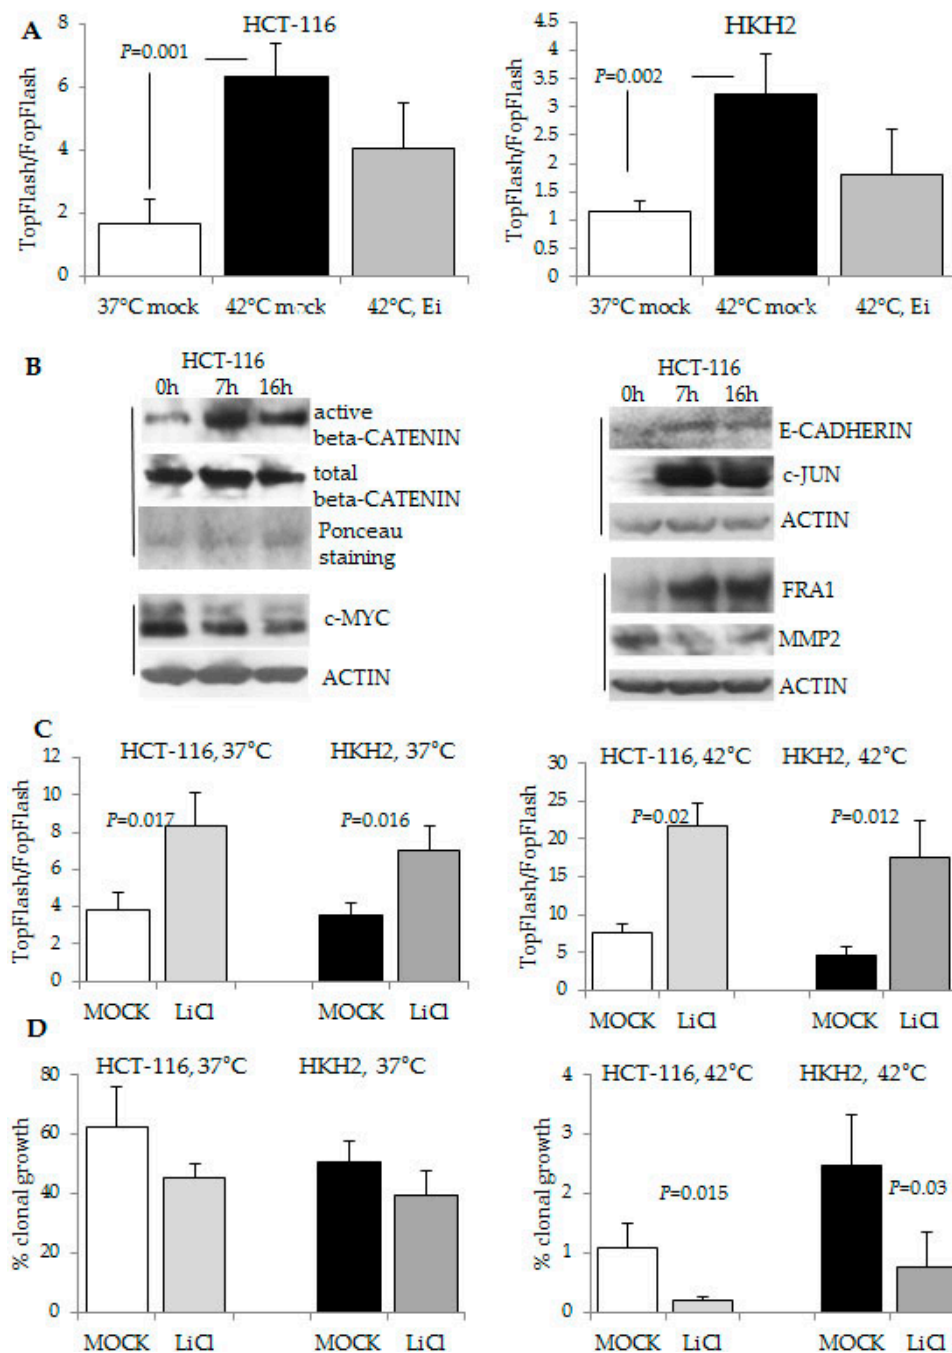 A
HCT-116
P=0.001
TopFlash/FopFlash
8
6
4
2
0
37°C mock 42°C mock 42°C, Ei
HKH2
P=0.002
TopFlash/FopFlash
4.5
4
3.5
3
2.5
2
1.5
1
0.5
0
37°C mock 42°C mock 42°C, Ei
B
HCT-116
0h 7h 16h
active
beta-CATENIN
total
beta-CATENIN
Ponceau
staining
c-MYC
ACTIN
HCT-116
0h 7h 16h
E-CADHERIN
c-JUN
ACTIN
FRA1
MMP2
ACTIN
C
HCT-116, 37°C HKH2, 37°C
P=0.017 P=0.016
TopFlash/FopFlash
12
10
8
6
4
2
0
MOCK LiCl MOCK LiCl
HCT-116, 42°C HKH2, 42°C
P=0.02 P=0.012
TopFlash/FopFlash
30
25
20
15
10
5
0
MOCK LiCl MOCK LiCl
D
HCT-116, 37°C HKH2, 37°C
% clonal growth
80
60
40
20
0
MOCK LiCl MOCK LiCl
HCT-116, 42°C HKH2, 42°C
P=0.015 P=0.03
% clonal growth
4
3
2
1
0
MOCK LiCl MOCK LiCl